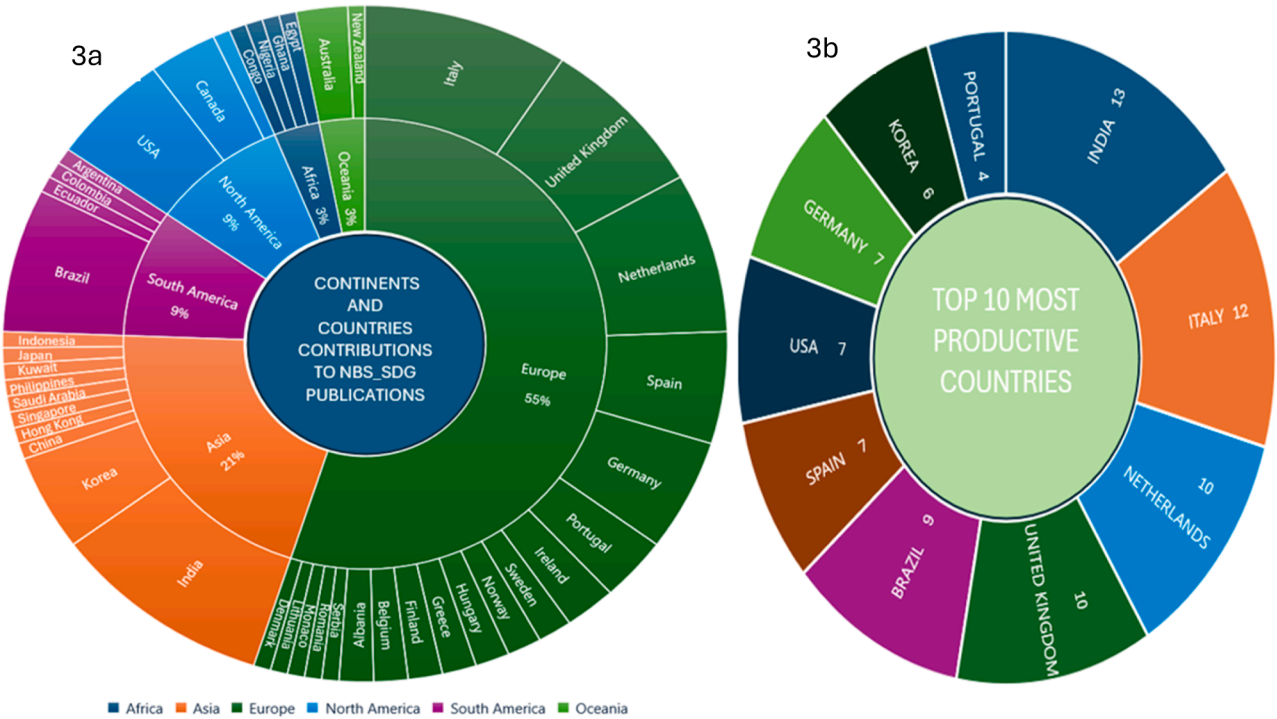 3a
CONTINENTS
AND
COUNTRIES
CONTRIBUTIONS
TO NBS_SDG
PUBLICATIONS
Europe
55%
Asia
21%
South America
9%
North America
9%
Africa 3%
Oceania 3%
Italy
United Kingdom
Netherlands
Spain
Germany
Portugal
Ireland
Sweden
Norway
Hungary
Greece
Finland
Belgium
Albania
Serbia
Romania
Monaco
Lithuania
Denmark
India
Korea
China
Hong Kong
Singapore
Saudi Arabia
Philippines
Kuwait
Japan
Indonesia
Brazil
Ecuador
Colombia
Argentina
USA
Canada
Congo
Nigeria
Ghana
Egypt
Australia
New Zealand
Africa
Asia
Europe
North America
South America
Oceania
3b
TOP 10 MOST
PRODUCTIVE
COUNTRIES
INDIA 13
ITALY 12
NETHERLANDS 10
UNITED KINGDOM 10
BRAZIL 9
SPAIN 7
USA 7
GERMANY 7
KOREA 6
PORTUGAL 4